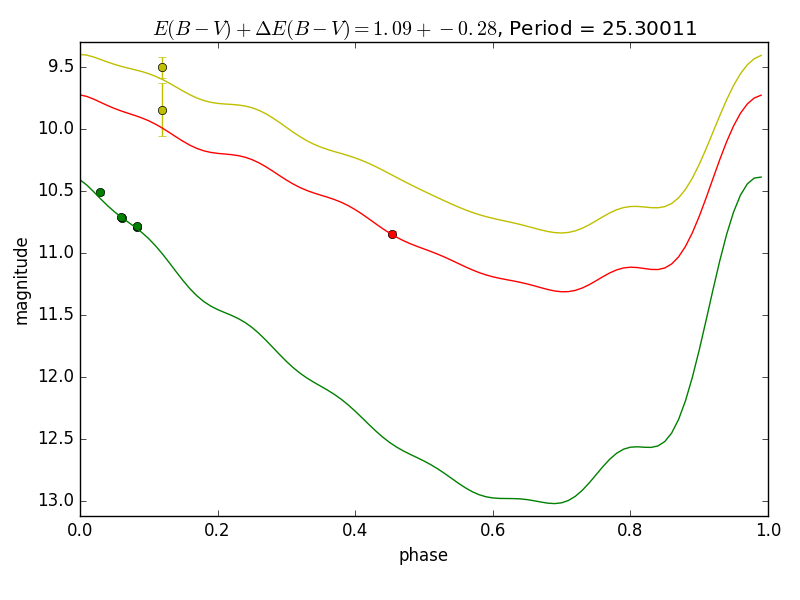 E(B − V) + ΔE(B − V) = 1.09 + −0.28, Period = 25.30011
9.5
10.0
10.5
11.0
11.5
12.0
12.5
13.0
magnitude
0.0 0.2 0.4 0.6 0.8 1.0
phase